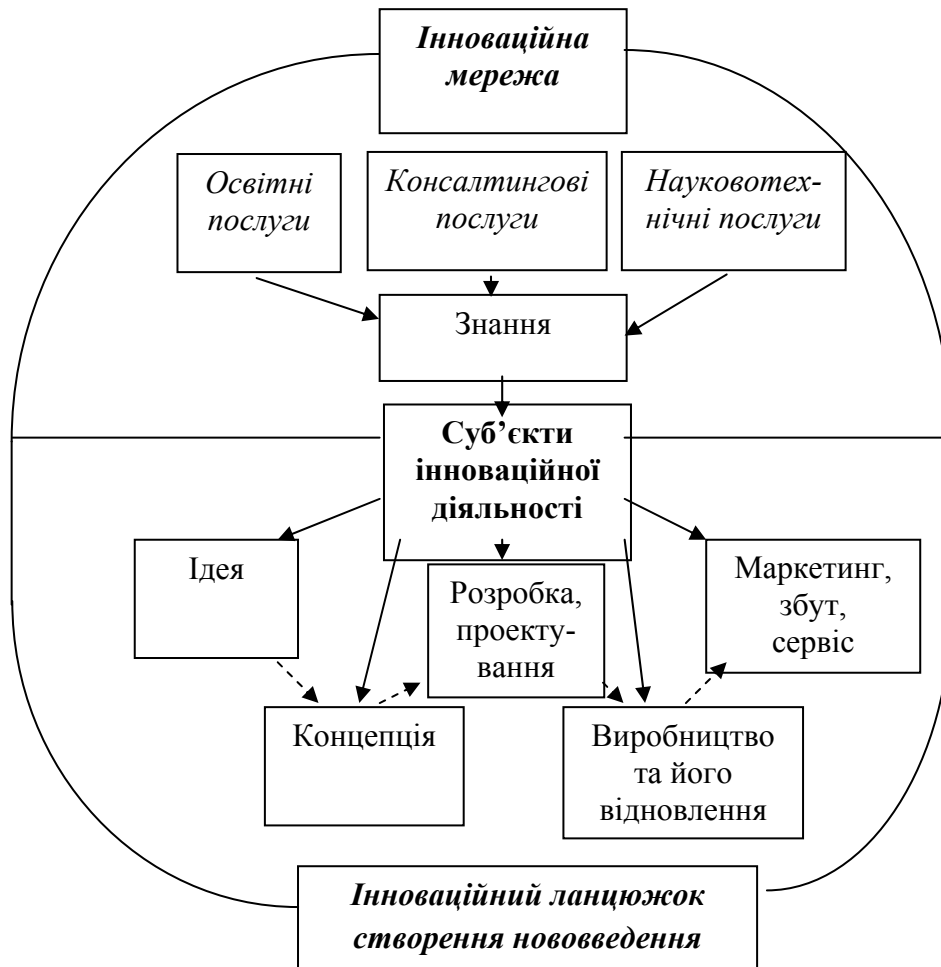 Інноваційна
мережа
Освітні
послуги
Консалтингові
послуги
Науковотех-
нічні послуги
Знання
Суб’єкти
інноваційної
діяльності
Ідея
Розробка,
проекту-
вання
Маркетинг,
збут,
сервіс
Концепція
Виробництво
та його
відновлення
Інноваційний ланцюжок
створення нововведення